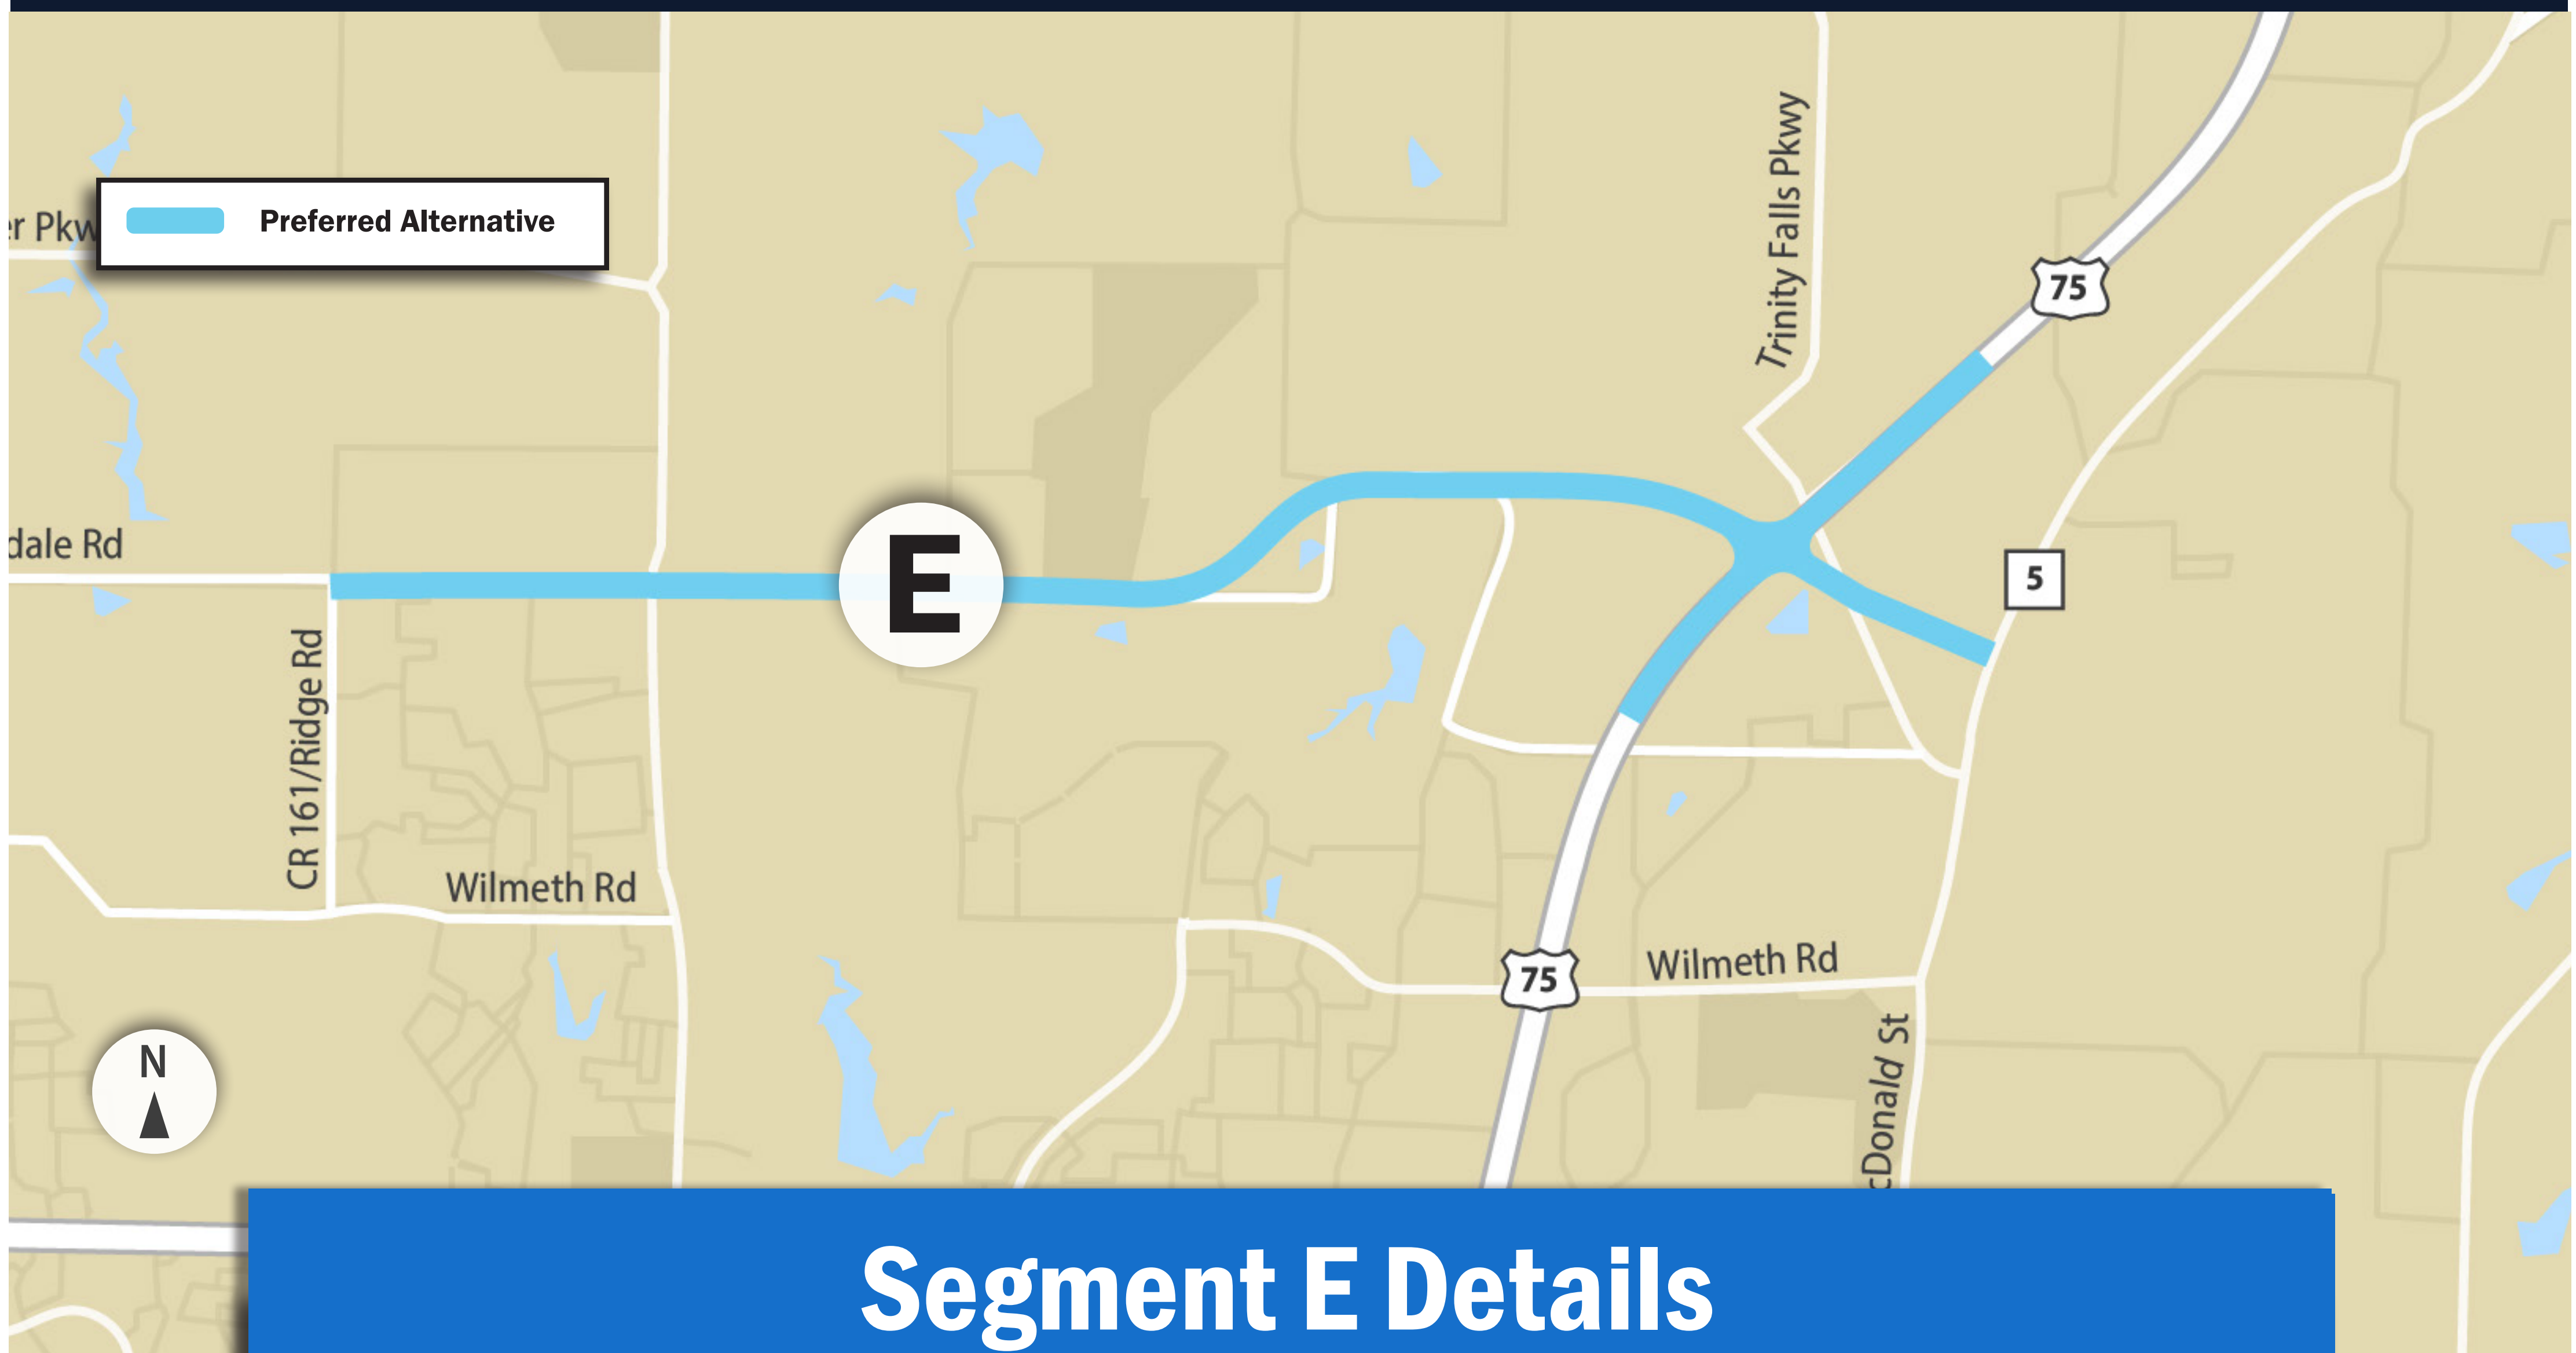 Trinity Falls Pkwy
er Pkw
Preferred Alternative
75
dale Rd
E
5
CR 161/Ridge Rd
Wilmeth Rd
75
Wilmeth Rd
cDonald St
N
Segment E Details